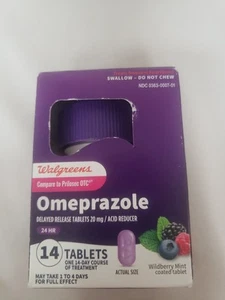 SWALLOW - DO NOT CHEW
NDC 0363-0007-01
Walgreens
Compare to Prilosec OTC
Omeprazole
DELAYED RELEASE TABLETS 20 mg / ACID REDUCER
24 HR
14 TABLETS
ONE 14-DAY COURSE
OF TREATMENT
MAY TAKE 1 TO 4 DAYS
FOR FULL EFFECT
ACTUAL SIZE
Wildberry Mint
coated tablet